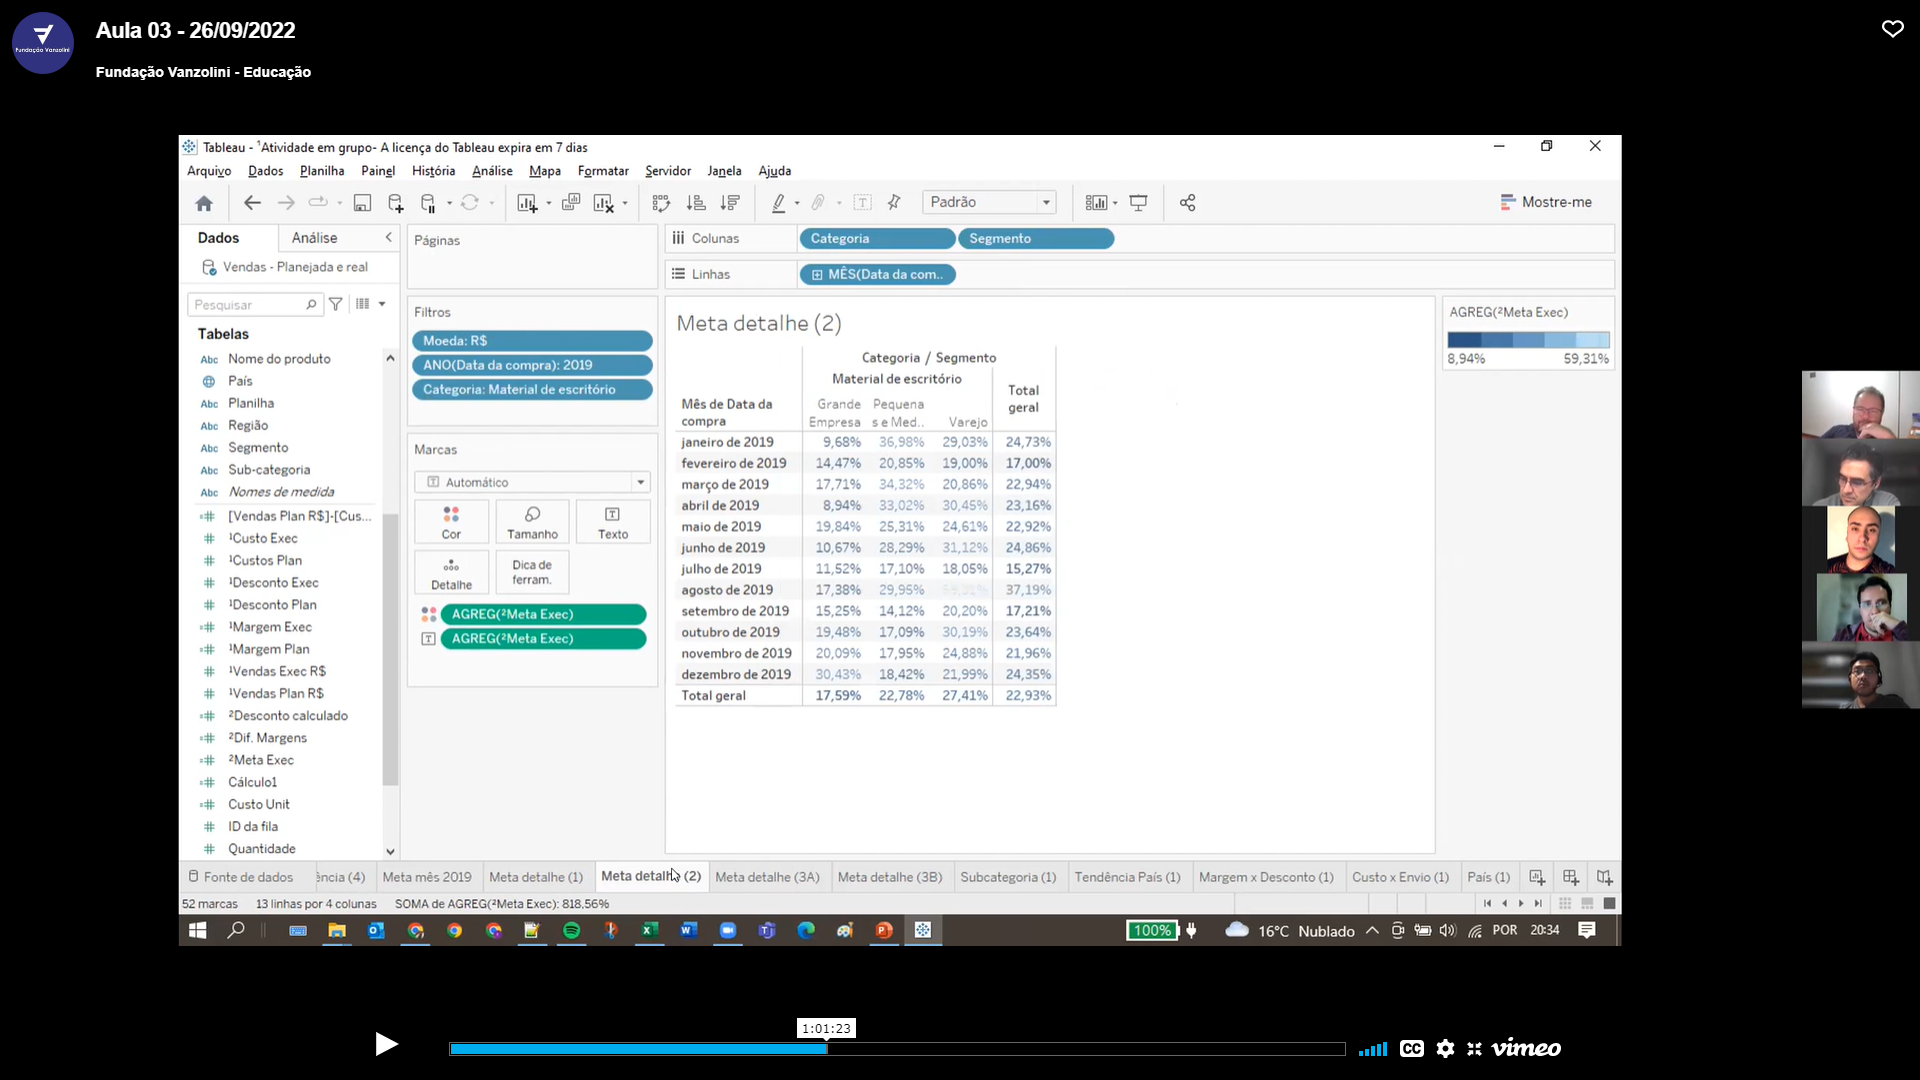 Aula 03 - 26/09/2022
Fundação Vanzolini
Fundação Vanzolini - Educação
Tableau - ¹Atividade em grupo- A licença do Tableau expira em 7 dias
Arquivo Dados Planilha Painel História Análise Mapa Formatar Servidor Janela Ajuda
Padrão
Mostre-me
Dados Análise
Vendas - Planejada e real
Pesquisar
Tabelas
Abc Nome do produto
País
Abc Planilha
Abc Região
Abc Segmento
Abc Sub-categoria
Abc Nomes de medida
[Vendas Plan R$]-[Cus...
¹Custo Exec
¹Custos Plan
¹Desconto Exec
¹Desconto Plan
¹Margem Exec
¹Margem Plan
¹Vendas Exec R$
¹Vendas Plan R$
²Desconto calculado
²Dif. Margens
²Meta Exec
Cálculo1
Custo Unit
ID da fila
Quantidade
Páginas
Filtros
Moeda: R$
ANO(Data da compra): 2019
Categoria: Material de escritório
Marcas
Automático
Cor Tamanho Texto
Detalhe Dica de ferram.
AGREG(²Meta Exec)
AGREG(²Meta Exec)
Colunas Categoria Segmento
Linhas MÊS(Data da com..
Meta detalhe (2)
Categoria / Segmento
Material de escritório Total geral
Mês de Data da compra Grande Empresa Pequenas e Med.. Varejo
janeiro de 2019 9,68% 36,98% 29,03% 24,73%
fevereiro de 2019 14,47% 20,85% 19,00% 17,00%
março de 2019 17,71% 34,32% 20,86% 22,94%
abril de 2019 8,94% 33,02% 30,45% 23,16%
maio de 2019 19,84% 25,31% 24,61% 22,92%
junho de 2019 10,67% 28,29% 31,12% 24,86%
julho de 2019 11,52% 17,10% 18,05% 15,27%
agosto de 2019 17,38% 29,95% 37,19%
setembro de 2019 15,25% 14,12% 20,20% 17,21%
outubro de 2019 19,48% 17,09% 30,19% 23,64%
novembro de 2019 20,09% 17,95% 24,88% 21,96%
dezembro de 2019 30,43% 18,42% 21,99% 24,35%
Total geral 17,59% 22,78% 27,41% 22,93%
AGREG(²Meta Exec)
8,94% 59,31%
Fonte de dados ência (4) Meta mês 2019 Meta detalhe (1) Meta detalhe (2) Meta detalhe (3A) Meta detalhe (3B) Subcategoria (1) Tendência País (1) Margem x Desconto (1) Custo x Envio (1) País (1)
52 marcas 13 linhas por 4 colunas SOMA de AGREG(²Meta Exec): 818,56%
100% 16°C Nublado POR 20:34
1:01:23
CC vimeo